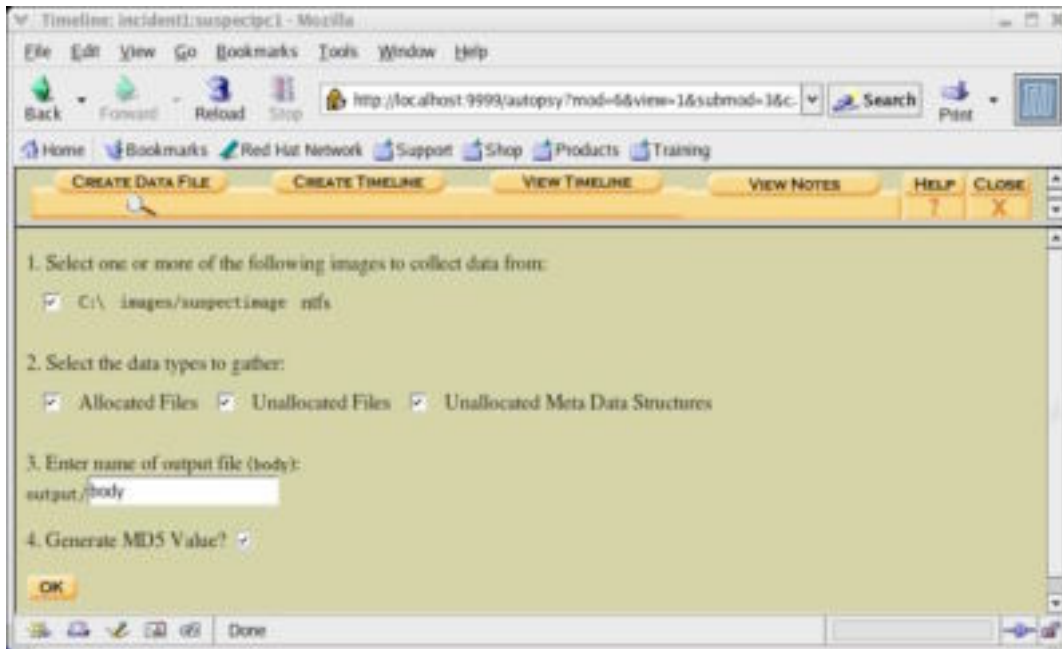 Timeline: incident1:suspectpc1 - Mozilla
File Edit View Go Bookmarks Tools Window Help
Back Forward Reload Stop http://localhost:9999/autopsy?mod=6&view=1&submod=3&c. Search Print
Home Bookmarks Red Hat Network Support Shop Products Training
CREATE DATA FILE CREATE TIMELINE VIEW TIMELINE VIEW NOTES HELP CLOSE
? X
1. Select one or more of the following images to collect data from:
C:\ images/suspectimage ntfs
2. Select the data types to gather:
Allocated Files Unallocated Files Unallocated Meta Data Structures
3. Enter name of output file (body):
output/body
4. Generate MD5 Value?
OK
Done